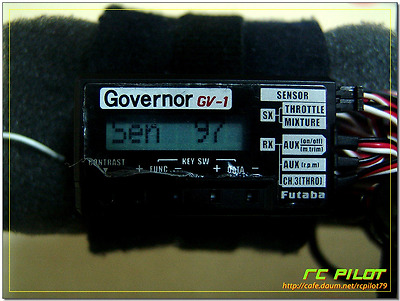 Governor GV-1
SENSOR
SX THROTTLE
MIXTURE
Sen 97
RX AUX (on/off)
(m.trim)
AUX (r.p.m)
CH.3(THRO)
CONTRAST
KEY SW
+ FUNC - + DATA -
Futaba
RC PILOT
http://cafe.daum.net/rcpilot79